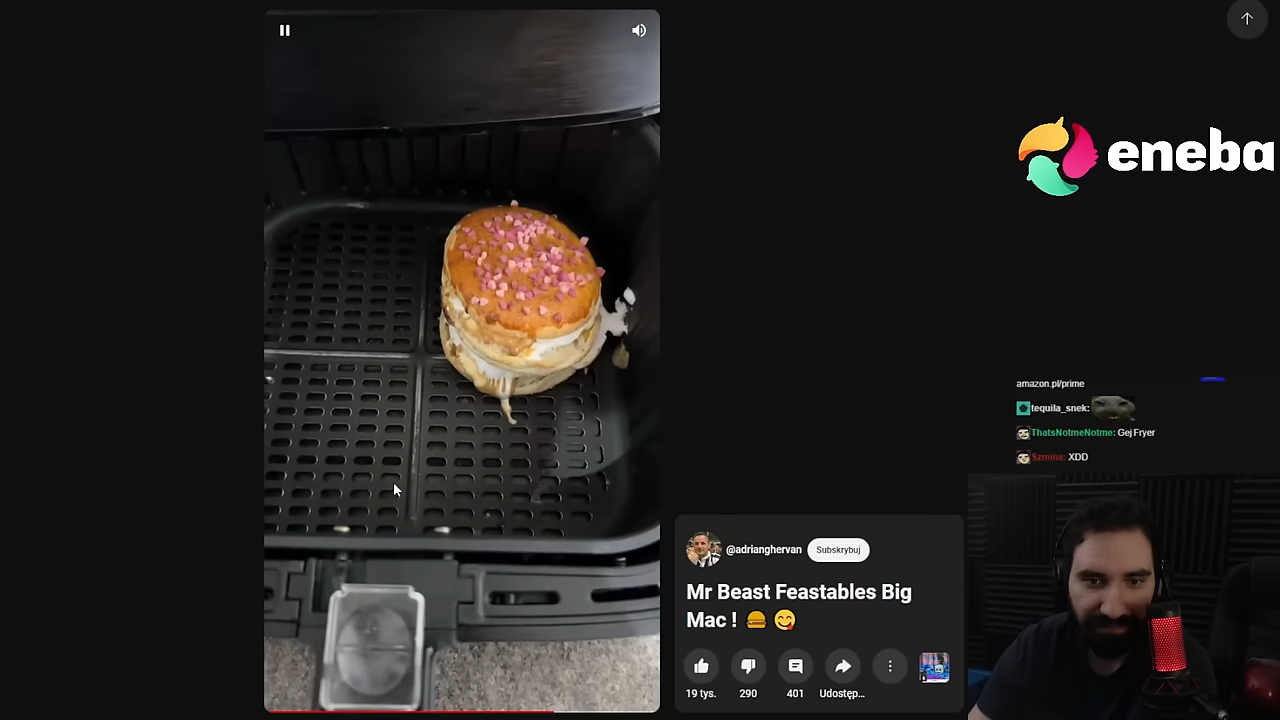 eneba
amazon.pl/prime
tequila_snek:
ThatsNotmeNotme: Gej Fryer
Szmina: XDD
@adrianghervan
Subskrybuj
Mr Beast Feastables Big
Mac ! 🍔 😋
19 tys.
290
401
Udostęp...